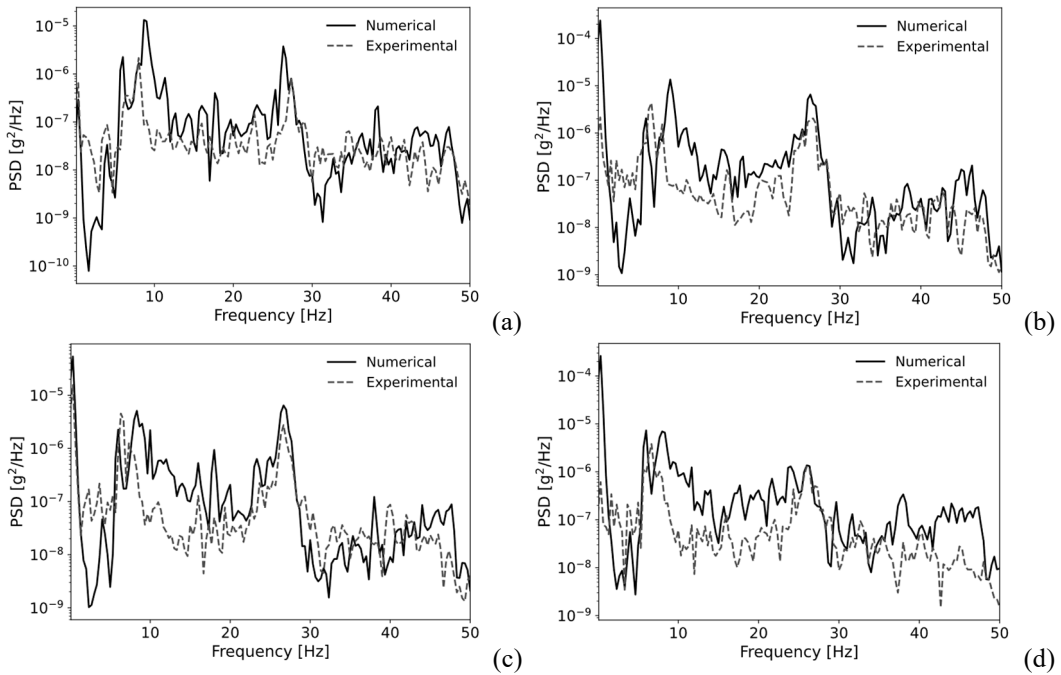 10⁻⁵
10⁻⁶
10⁻⁷
10⁻⁸
10⁻⁹
10⁻¹⁰
PSD [g²/Hz]
Numerical
Experimental
10 20 30 40 50
Frequency [Hz]
(a)
10⁻⁴
10⁻⁵
10⁻⁶
10⁻⁷
10⁻⁸
10⁻⁹
PSD [g²/Hz]
Numerical
Experimental
10 20 30 40 50
Frequency [Hz]
(b)
10⁻⁵
10⁻⁶
10⁻⁷
10⁻⁸
10⁻⁹
PSD [g²/Hz]
Numerical
Experimental
10 20 30 40 50
Frequency [Hz]
(c)
10⁻⁴
10⁻⁵
10⁻⁶
10⁻⁷
10⁻⁸
10⁻⁹
PSD [g²/Hz]
Numerical
Experimental
10 20 30 40 50
Frequency [Hz]
(d)